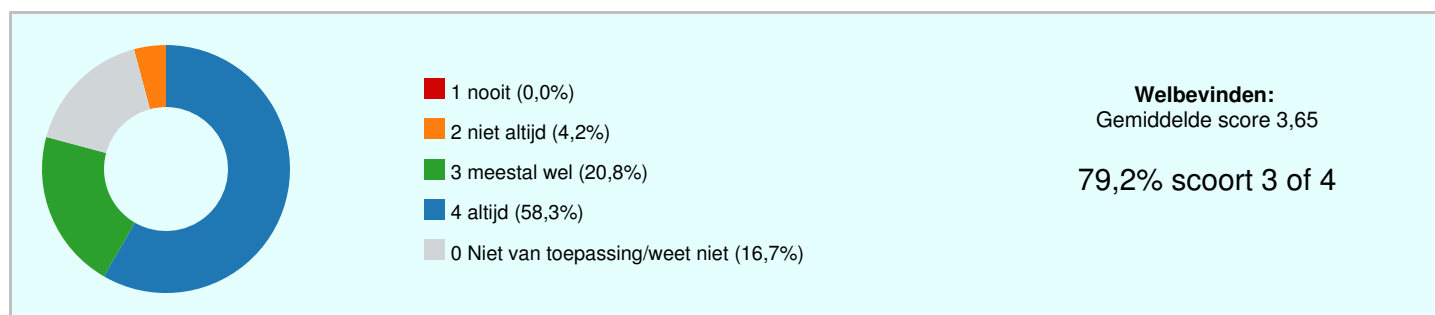 1 nooit (0,0%)
2 niet altijd (4,2%)
3 meestal wel (20,8%)
4 altijd (58,3%)
0 Niet van toepassing/weet niet (16,7%)
Welbevinden:
Gemiddelde score 3,65
79,2% scoort 3 of 4